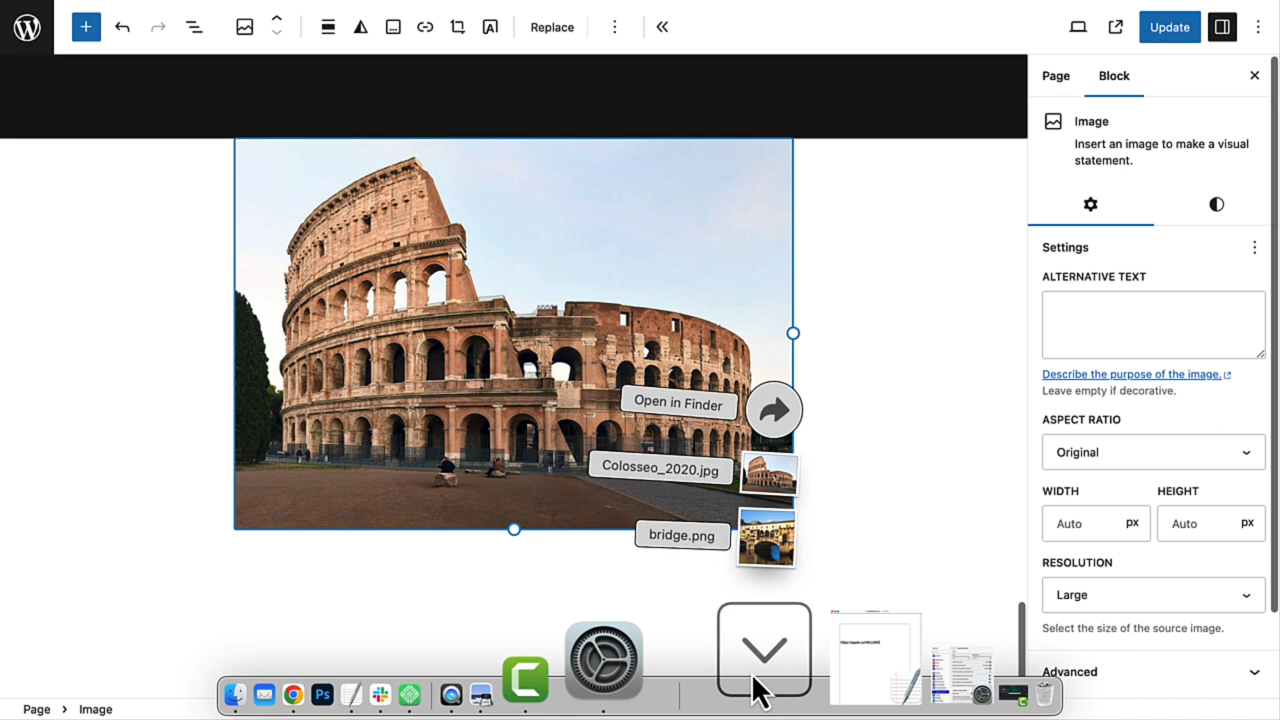 Replace
Update
Page
Block
Image
Insert an image to make a visual
statement.
Settings
ALTERNATIVE TEXT
Describe the purpose of the image.
Leave empty if decorative.
ASPECT RATIO
Original
WIDTH
HEIGHT
Auto
px
Auto
px
RESOLUTION
Large
Select the size of the source image.
Advanced
Open in Finder
Colosseo_2020.jpg
bridge.png
Ps
Page
Image